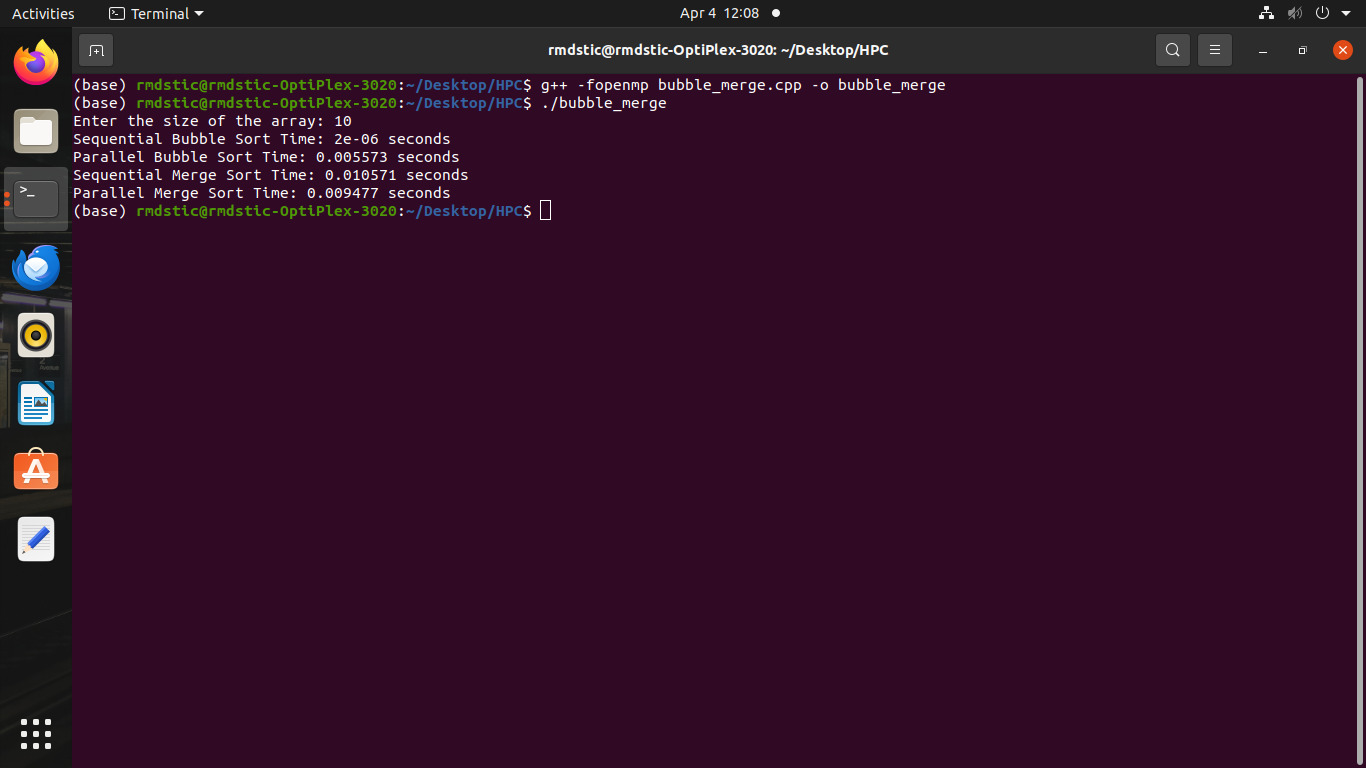 Activities
Terminal
Apr 4 12:08
rmdstic@rmdstic-OptiPlex-3020: ~/Desktop/HPC
(base) rmdstic@rmdstic-OptiPlex-3020:~/Desktop/HPC$ g++ -fopenmp bubble_merge.cpp -o bubble_merge
(base) rmdstic@rmdstic-OptiPlex-3020:~/Desktop/HPC$ ./bubble_merge
Enter the size of the array: 10
Sequential Bubble Sort Time: 2e-06 seconds
Parallel Bubble Sort Time: 0.005573 seconds
Sequential Merge Sort Time: 0.010571 seconds
Parallel Merge Sort Time: 0.009477 seconds
(base) rmdstic@rmdstic-OptiPlex-3020:~/Desktop/HPC$